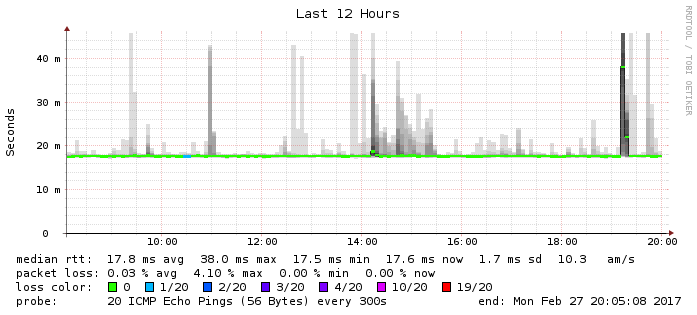 Last 12 Hours
RRDTOOL / TOBI OETIKER
Seconds
40 m
30 m
20 m
10 m
0
10:00 12:00 14:00 16:00 18:00 20:00
median rtt: 17.8 ms avg 38.0 ms max 17.5 ms min 17.6 ms now 1.7 ms sd 10.3 am/s
packet loss: 0.03 % avg 4.10 % max 0.00 % min 0.00 % now
loss color: 0 1/20 2/20 3/20 4/20 10/20 19/20
probe: 20 ICMP Echo Pings (56 Bytes) every 300s end: Mon Feb 27 20:05:08 2017